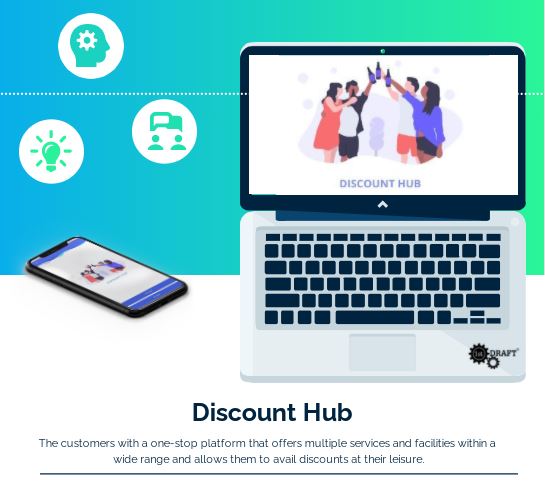 DISCOUNT HUB
DRAFT
Discount Hub
The customers with a one-stop platform that offers multiple services and facilities within a
wide range and allows them to avail discounts at their leisure.